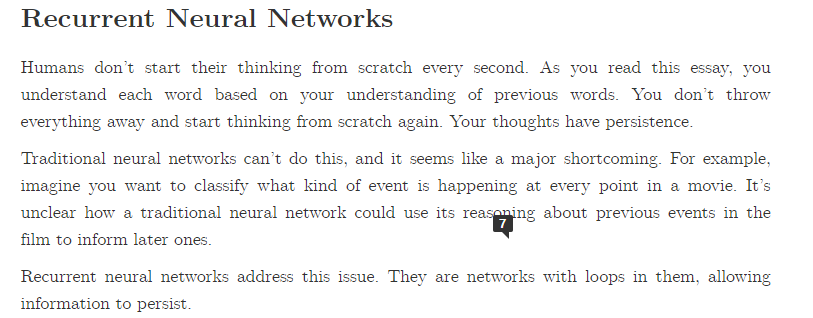 Recurrent Neural Networks
Humans don't start their thinking from scratch every second. As you read this essay, you
understand each word based on your understanding of previous words. You don't throw
everything away and start thinking from scratch again. Your thoughts have persistence.
Traditional neural networks can't do this, and it seems like a major shortcoming. For example,
imagine you want to classify what kind of event is happening at every point in a movie. It's
unclear how a traditional neural network could use its reasoning about previous events in the
7
film to inform later ones.
Recurrent neural networks address this issue. They are networks with loops in them, allowing
information to persist.